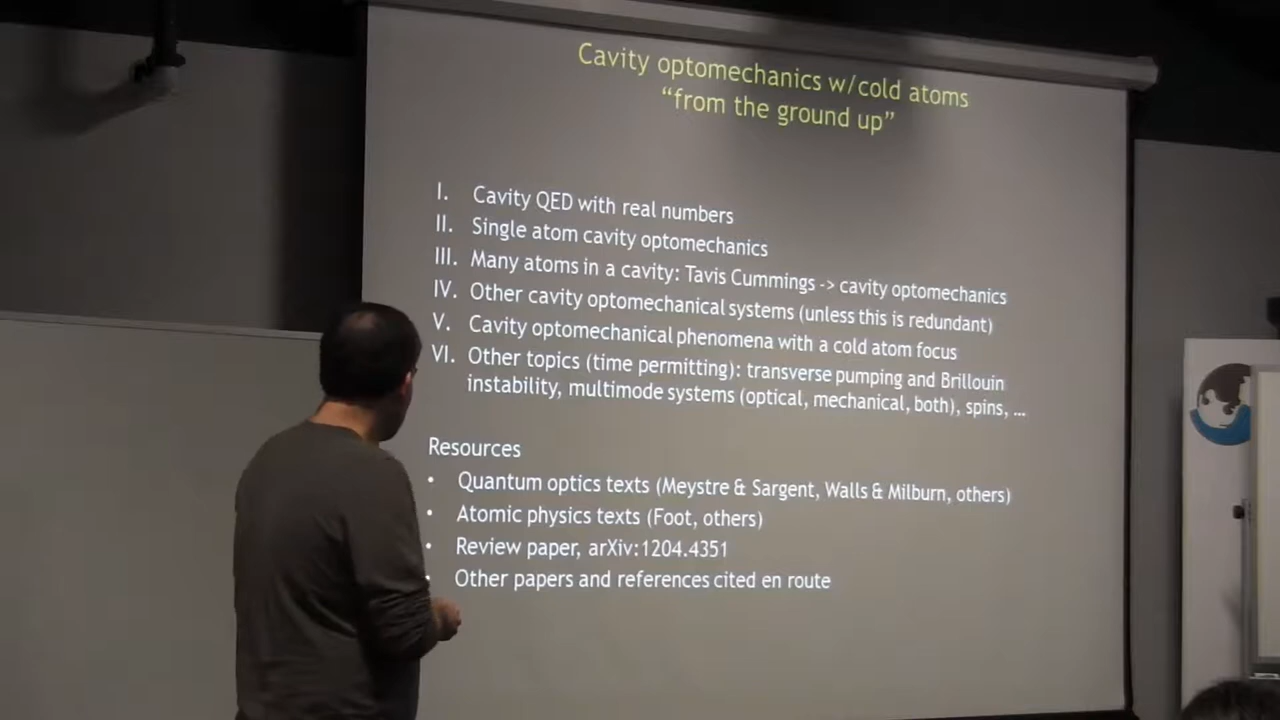 Cavity optomechanics w/cold atoms
“from the ground up”
I. Cavity QED with real numbers
II. Single atom cavity optomechanics
III. Many atoms in a cavity: Tavis Cummings -> cavity optomechanics
IV. Other cavity optomechanical systems (unless this is redundant)
V. Cavity optomechanical phenomena with a cold atom focus
VI. Other topics (time permitting): transverse pumping and Brillouin
instability, multimode systems (optical, mechanical, both), spins, …
Resources
• Quantum optics texts (Meystre & Sargent, Walls & Milburn, others)
• Atomic physics texts (Foot, others)
• Review paper, arXiv:1204.4351
• Other papers and references cited en route